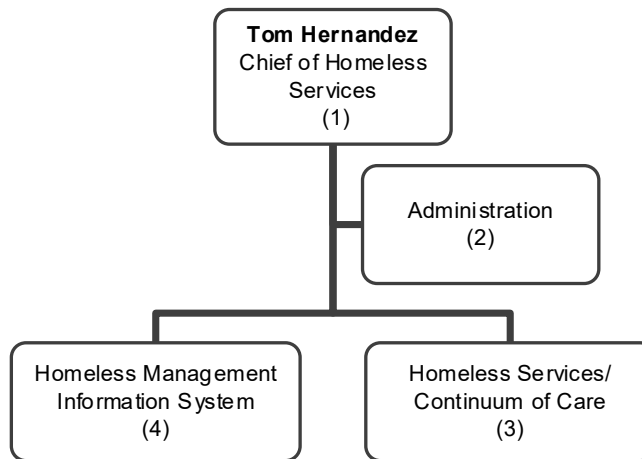 Tom Hernandez
Chief of Homeless
Services
(1)
Administration
(2)
Homeless Management
Information System
(4)
Homeless Services/
Continuum of Care
(3)